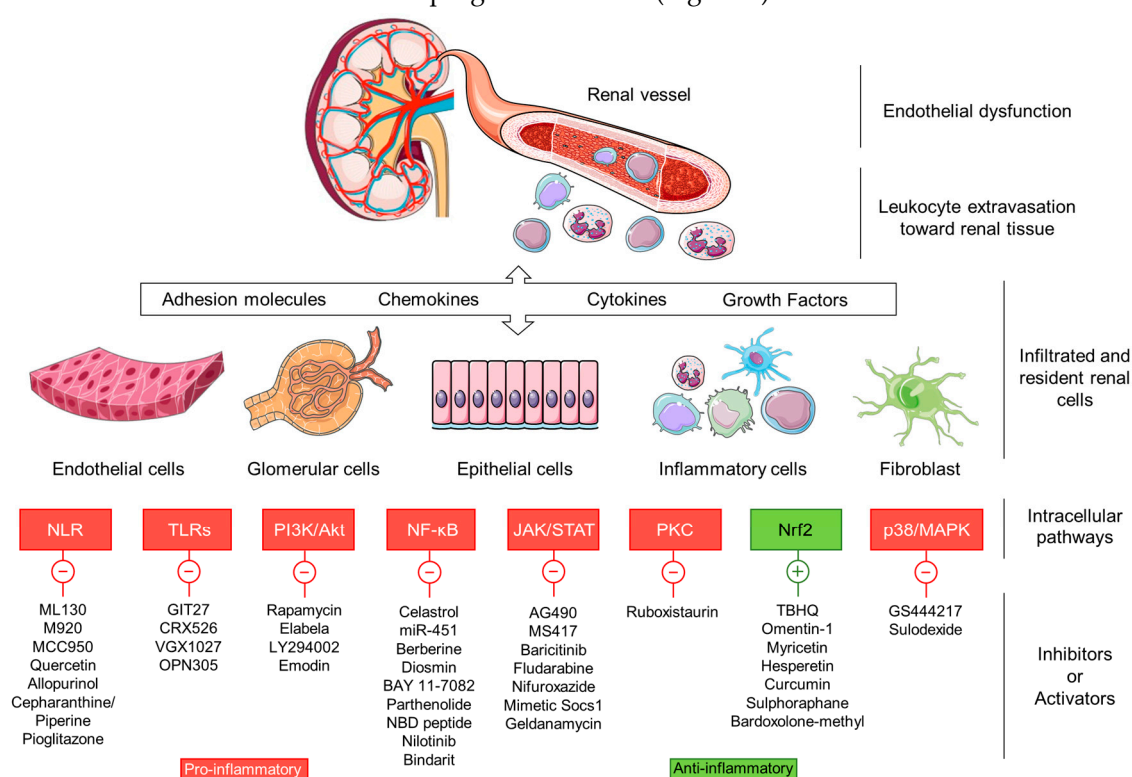 Renal vessel
Endothelial dysfunction
Leukocyte extravasation
toward renal tissue
Adhesion molecules Chemokines Cytokines Growth Factors
Infiltrated and
resident renal
cells
Endothelial cells Glomerular cells Epithelial cells Inflammatory cells Fibroblast
NLR TLRs PI3K/Akt NF-κB JAK/STAT PKC Nrf2 p38/MAPK
Intracellular
pathways
− − − − − − + −
ML130
M920
MCC950
Quercetin
Allopurinol
Cepharanthine/
Piperine
Pioglitazone
GIT27
CRX526
VGX1027
OPN305
Rapamycin
Elabela
LY294002
Emodin
Celastrol
miR-451
Berberine
Diosmin
BAY 11-7082
Parthenolide
NBD peptide
Nilotinib
Bindarit
AG490
MS417
Baricitinib
Fludarabine
Nifuroxazide
Mimetic Socs1
Geldanamycin
Ruboxistaurin
TBHQ
Omentin-1
Myricetin
Hesperetin
Curcumin
Sulphoraphane
Bardoxolone-methyl
GS444217
Sulodexide
Inhibitors
or
Activators
Pro-inflammatory Anti-inflammatory